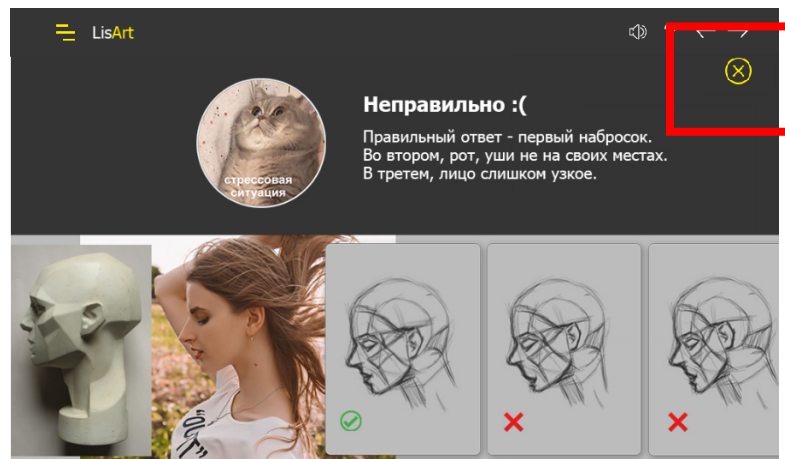 LisArt
Неправильно :(
Правильный ответ - первый набросок.
Во втором, рот, уши не на своих местах.
В третем, лицо слишком узкое.
стрессовая
ситуация
"OUT"